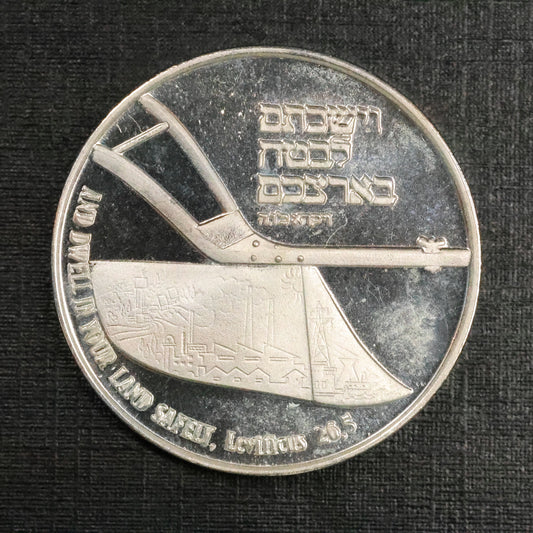 וישבתם
לבטח
בארצכם
ויקרא כו ה
AND DWELL IN YOUR LAND SAFELY, Leviticus 26,5